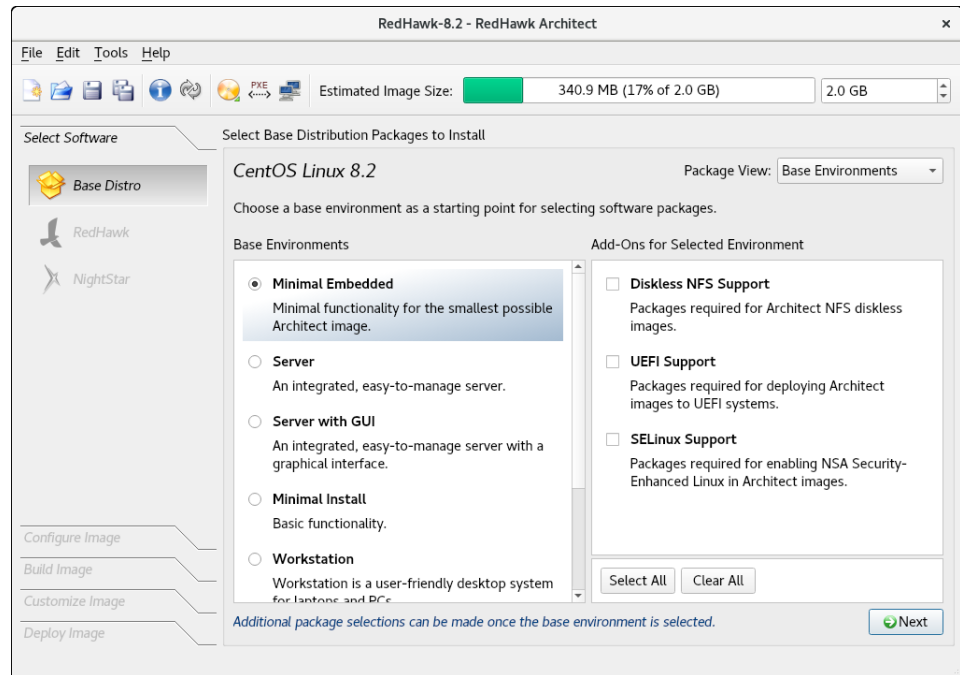 RedHawk-8.2 - RedHawk Architect
×
File Edit Tools Help
PXE
Estimated Image Size:
340.9 MB (17% of 2.0 GB)
2.0 GB
Select Software
Base Distro
RedHawk
NightStar
Configure Image
Build Image
Customize Image
Deploy Image
Select Base Distribution Packages to Install
CentOS Linux 8.2
Package View: Base Environments
Choose a base environment as a starting point for selecting software packages.
Base Environments
Minimal Embedded
Minimal functionality for the smallest possible
Architect image.
Server
An integrated, easy-to-manage server.
Server with GUI
An integrated, easy-to-manage server with a
graphical interface.
Minimal Install
Basic functionality.
Workstation
Workstation is a user-friendly desktop system
for laptops and PCs.
Add-Ons for Selected Environment
Diskless NFS Support
Packages required for Architect NFS diskless
images.
UEFI Support
Packages required for deploying Architect
images to UEFI systems.
SELinux Support
Packages required for enabling NSA Security-
Enhanced Linux in Architect images.
Select All
Clear All
Additional package selections can be made once the base environment is selected.
Next